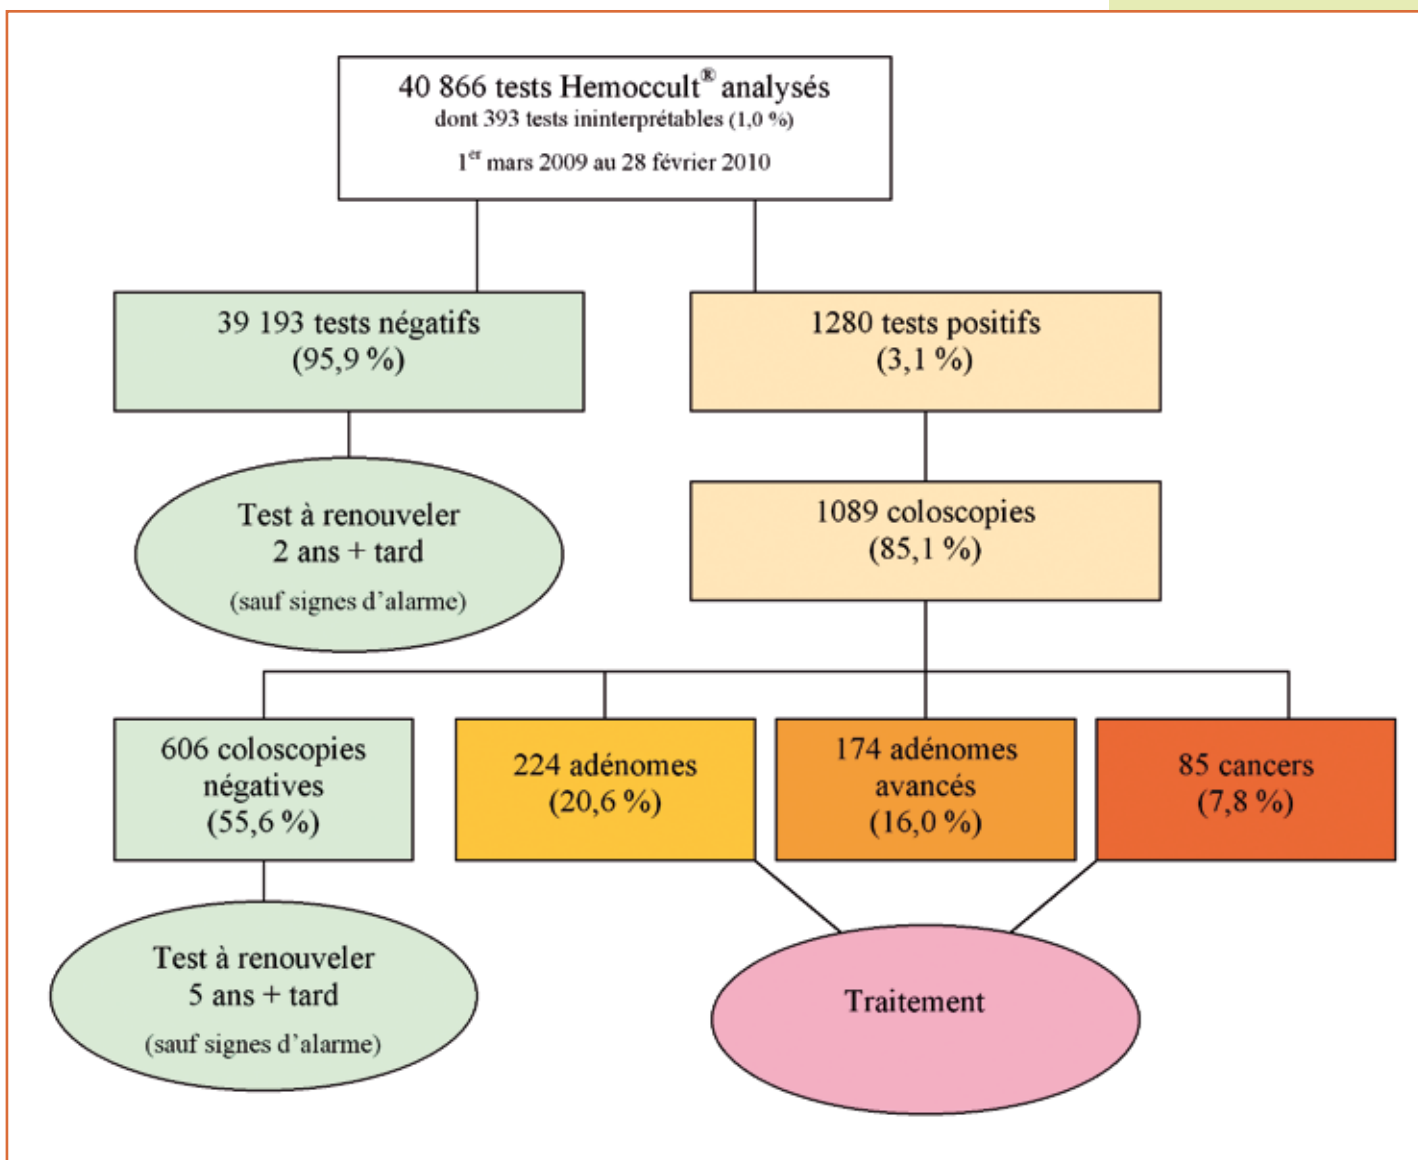 40 866 tests Hemoccult® analysés
dont 393 tests ininterprétables (1,0 %)
1er mars 2009 au 28 février 2010
39 193 tests négatifs
(95,9 %)
1280 tests positifs
(3,1 %)
Test à renouveler
2 ans + tard
(sauf signes d’alarme)
1089 coloscopies
(85,1 %)
606 coloscopies
négatives
(55,6 %)
224 adénomes
(20,6 %)
174 adénomes
avancés
(16,0 %)
85 cancers
(7,8 %)
Test à renouveler
5 ans + tard
(sauf signes d’alarme)
Traitement